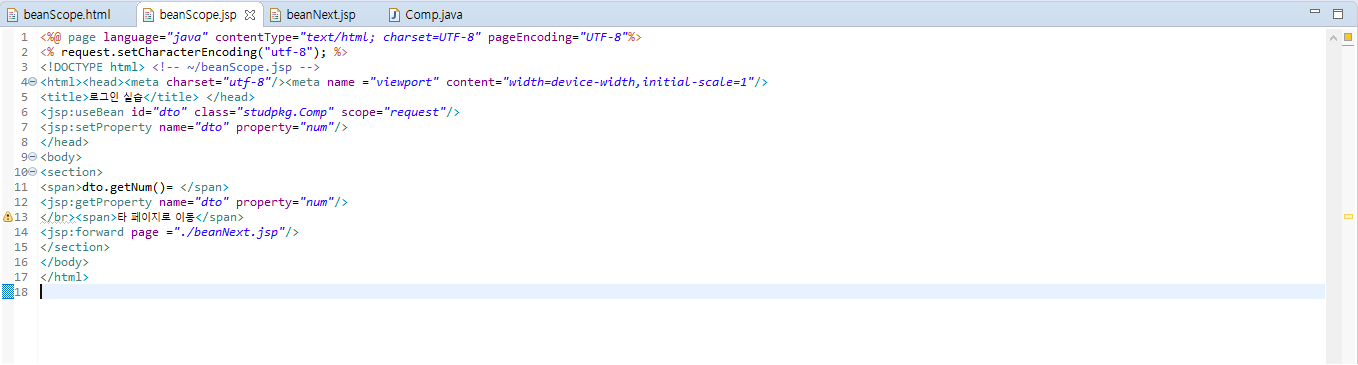 beanScope.html beanScope.jsp beanNext.jsp Comp.java
1 <%@ page language="java" contentType="text/html; charset=UTF-8" pageEncoding="UTF-8"%>
2 <% request.setCharacterEncoding("utf-8"); %>
3 <!DOCTYPE html> <!-- ~/beanScope.jsp -->
4 <html><head><meta charset="utf-8"/><meta name ="viewport" content="width=device-width,initial-scale=1"/>
5 <title>로그인 실습</title> </head>
6 <jsp:useBean id="dto" class="studpkg.Comp" scope="request"/>
7 <jsp:setProperty name="dto" property="num"/>
8 </head>
9 <body>
10 <section>
11 <span>dto.getNum()= </span>
12 <jsp:getProperty name="dto" property="num"/>
13 </br><span>타 페이지로 이동</span>
14 <jsp:forward page ="./beanNext.jsp"/>
15 </section>
16 </body>
17 </html>
18